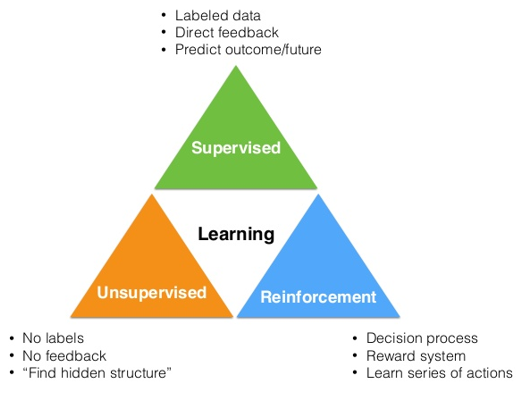 • Labeled data
• Direct feedback
• Predict outcome/future
Supervised
Learning
Unsupervised
Reinforcement
• No labels
• No feedback
• “Find hidden structure”
• Decision process
• Reward system
• Learn series of actions